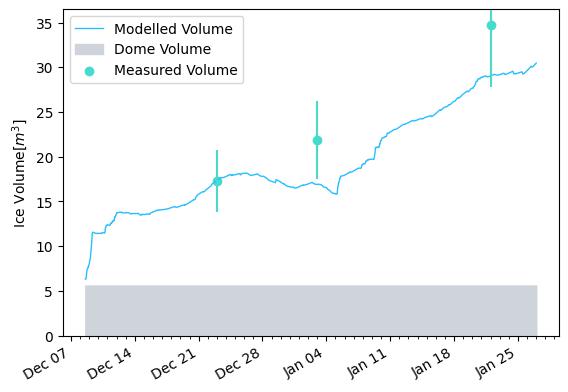 Modelled Volume
Dome Volume
Measured Volume
Ice Volume[m³]
35
30
25
20
15
10
5
0
Dec 07
Dec 14
Dec 21
Dec 28
Jan 04
Jan 11
Jan 18
Jan 25